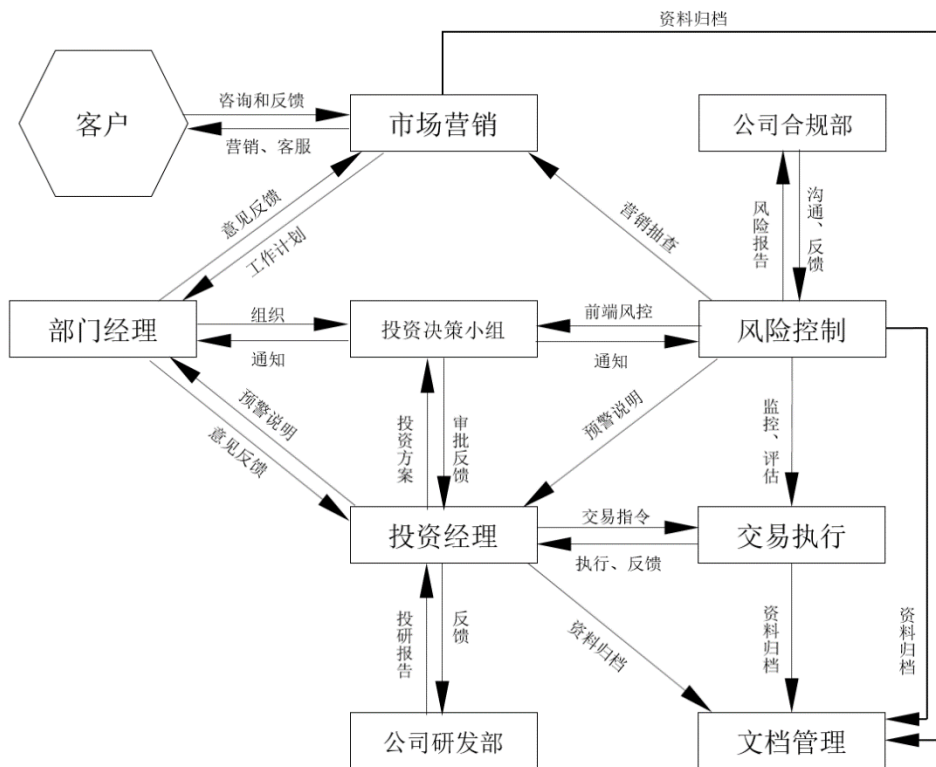 资料归档
客户
咨询和反馈
营销、客服
市场营销
公司合规部
意见反馈
工作计划
营销抽查
风险报告
沟通、反馈
部门经理
组织
通知
投资决策小组
前端风控
通知
风险控制
预警说明
意见反馈
投资方案
审批反馈
预警说明
监控、评估
投资经理
交易指令
执行、反馈
交易执行
投研报告
反馈
资料归档
资料归档
资料归档
公司研发部
文档管理